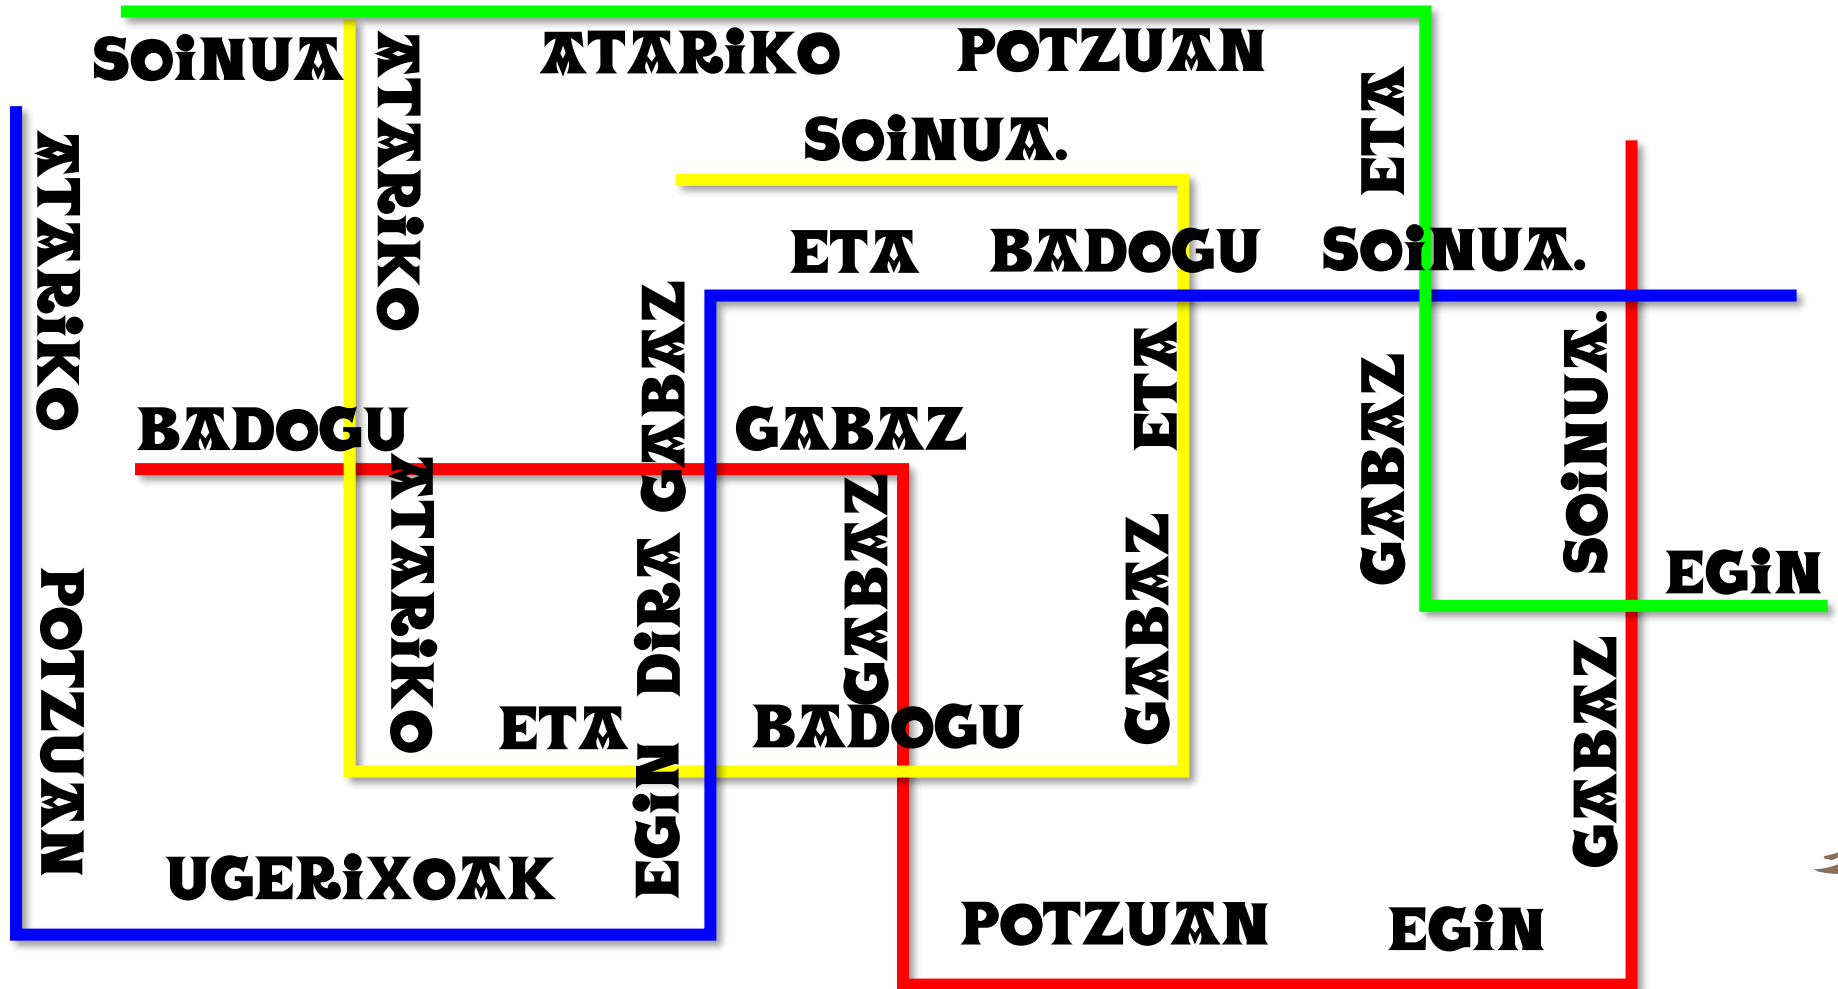 SOiNUA
ATARiKO
ATARiKO
POTZUAN
ETA
SOiNUA.
ATARiKO
ETA
BADOGU
SOiNUA.
GABAZ
ETA
GABAZ
SOiNUA.
BADOGU
GABAZ
ATARiKO
GABAZ
GABAZ
DiRA
EGiN
POTZUAN
EGiN
GABAZ
ETA
BADOGU
UGERiXOAK
EGiN
POTZUAN
EGiN